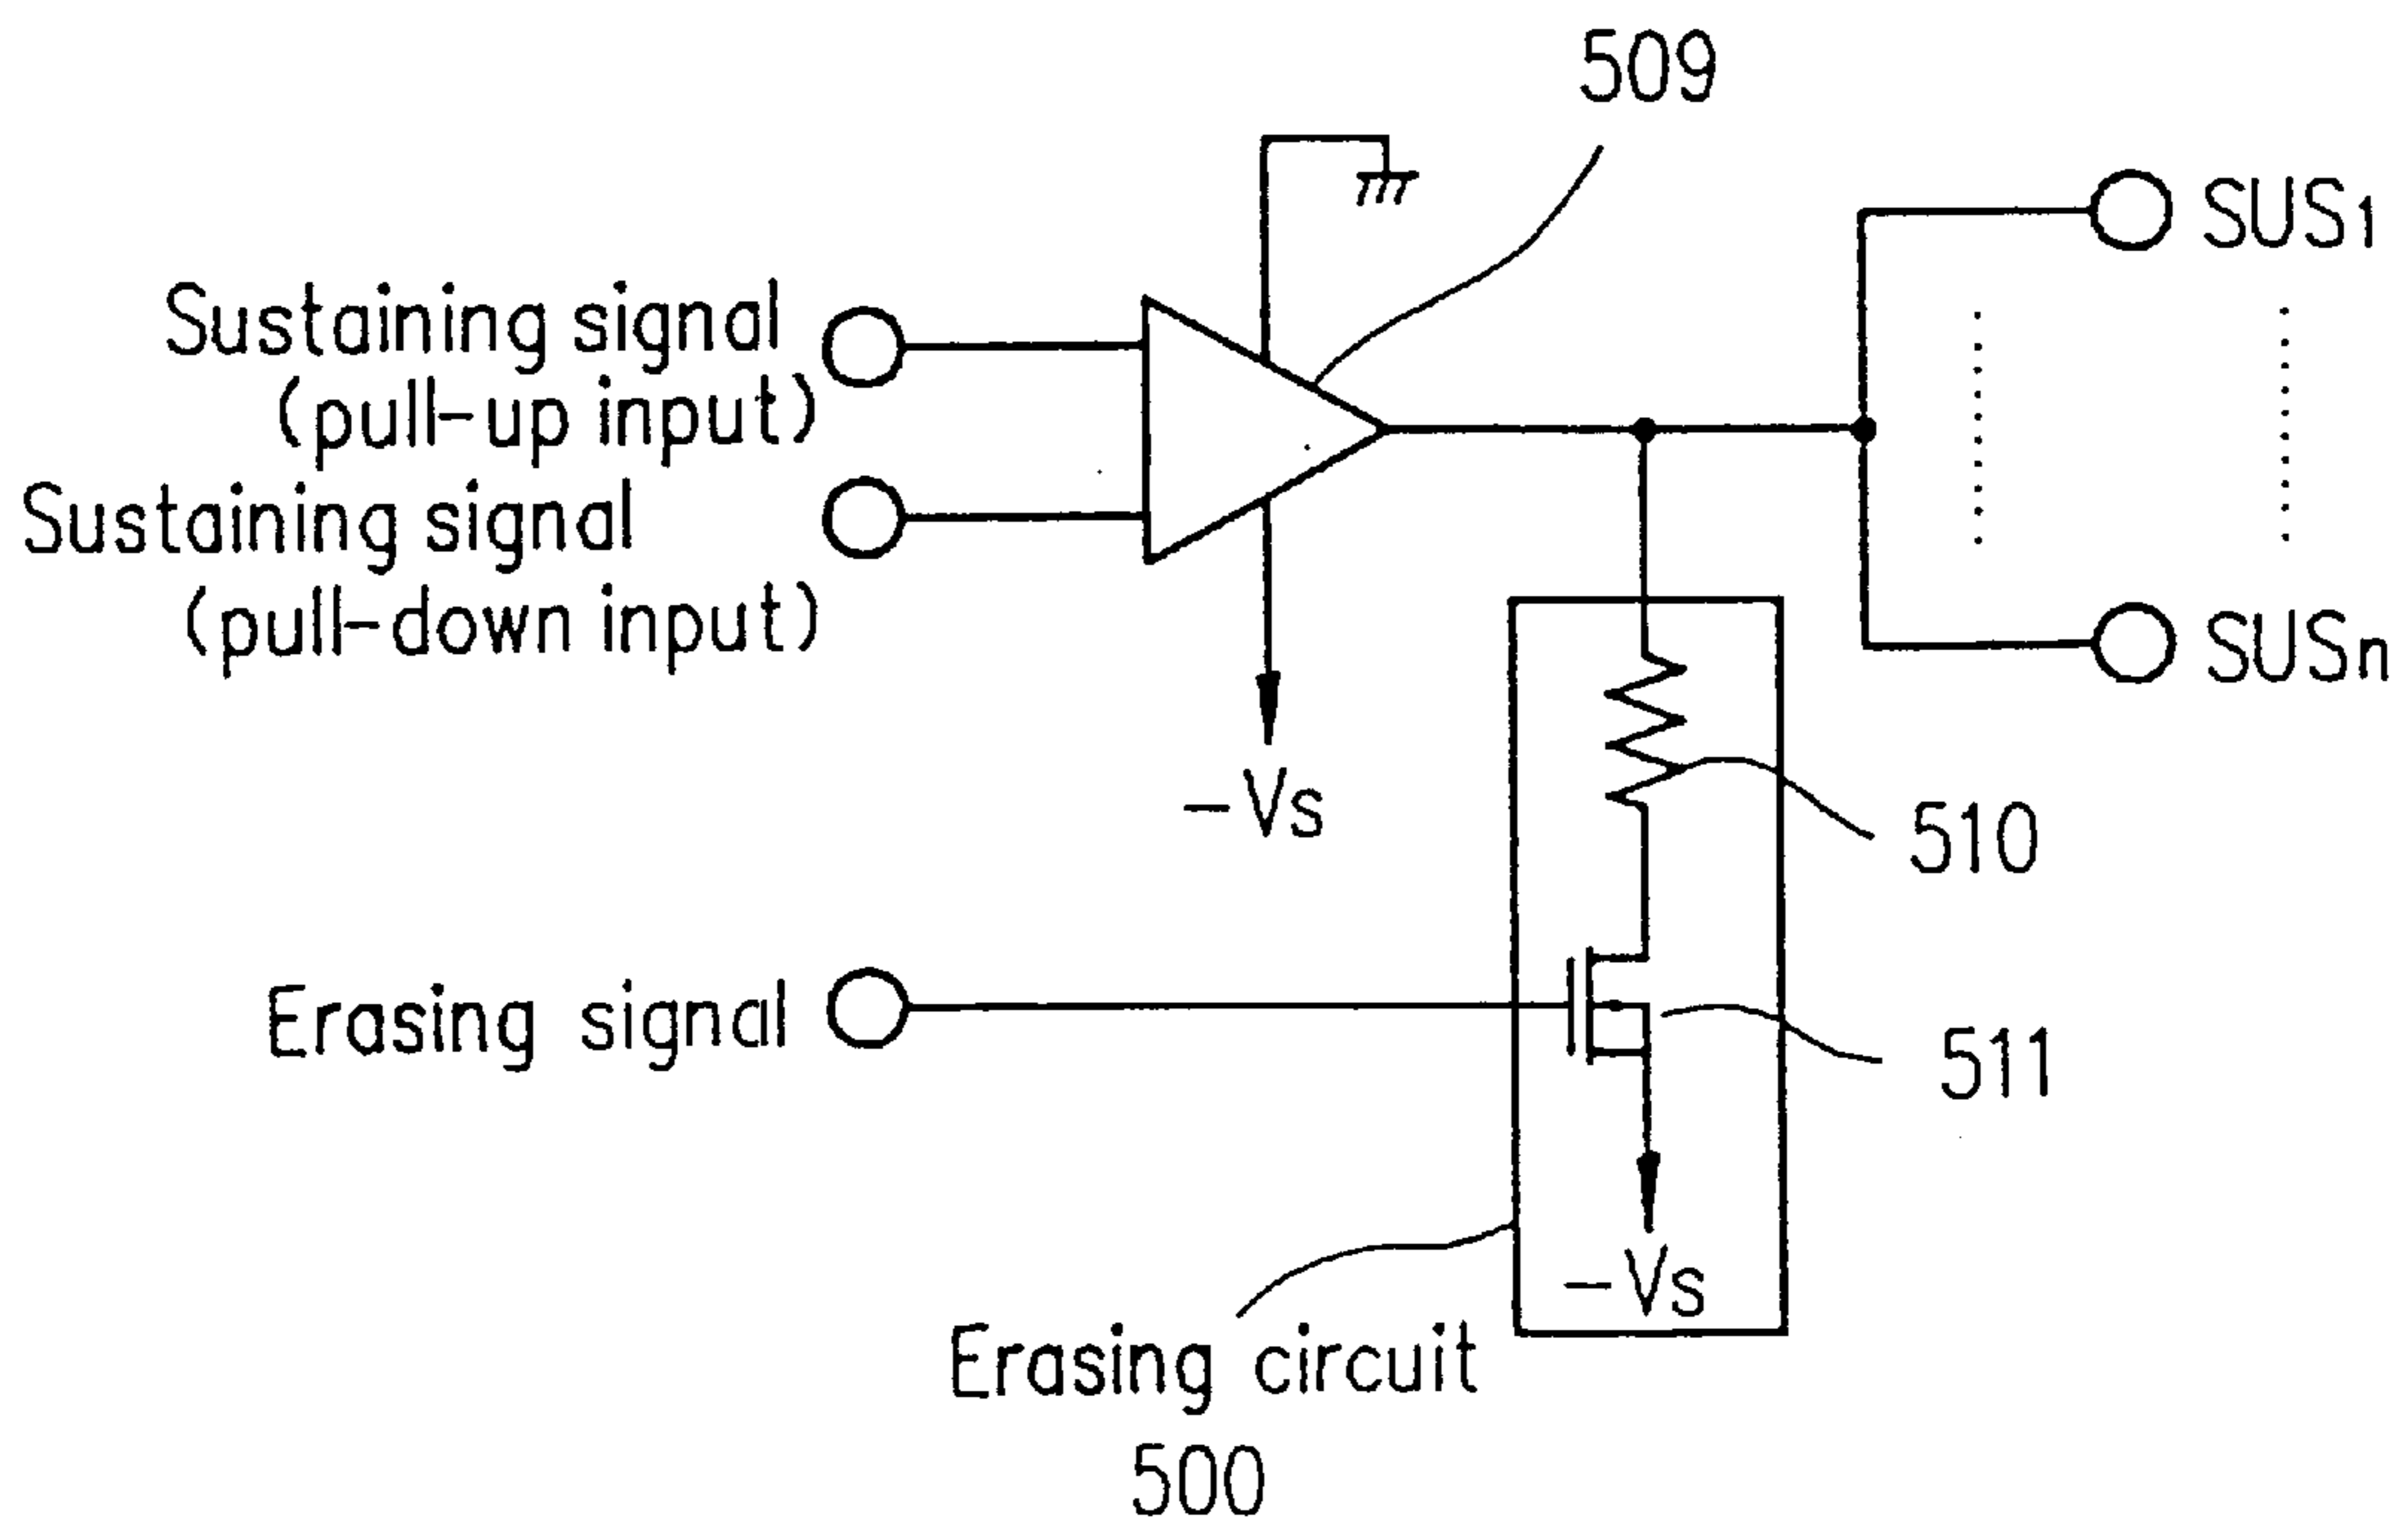 509
SUS1
Sustaining signal
(pull-up input)
Sustaining signal
(pull-down input)
SUSn
-Vs
510
Erasing signal
511
-Vs
Erasing circuit
500